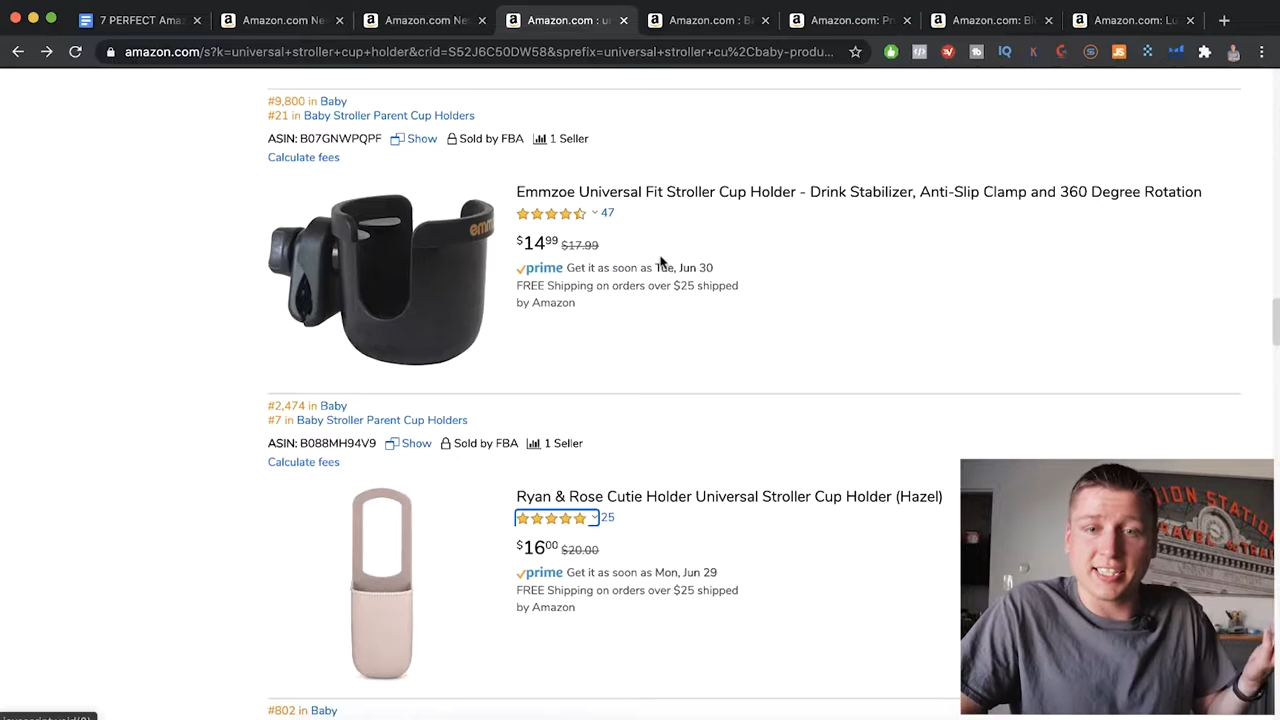 7 PERFECT Amaz
Amazon.com Ne
Amazon.com Nes
Amazon.com : u
Amazon.com : B
Amazon.com: Pr
Amazon.com: Bl
Amazon.com: Lu
amazon.com/s?k=universal+stroller+cup+holder&crid=S52J6C50DW58&sprefix=universal+stroller+cu%2Cbaby-produ...
#9,800 in Baby
#21 in Baby Stroller Parent Cup Holders
ASIN: B07GNWPQPF Show Sold by FBA 1 Seller
Calculate fees
emm
Emmzoe Universal Fit Stroller Cup Holder - Drink Stabilizer, Anti-Slip Clamp and 360 Degree Rotation
47
$14.99 $17.99
prime Get it as soon as Tue, Jun 30
FREE Shipping on orders over $25 shipped
by Amazon
#2,474 in Baby
#7 in Baby Stroller Parent Cup Holders
ASIN: B088MH94V9 Show Sold by FBA 1 Seller
Calculate fees
Ryan & Rose Cutie Holder Universal Stroller Cup Holder (Hazel)
25
$16.00 $20.00
prime Get it as soon as Mon, Jun 29
FREE Shipping on orders over $25 shipped
by Amazon
#802 in Baby